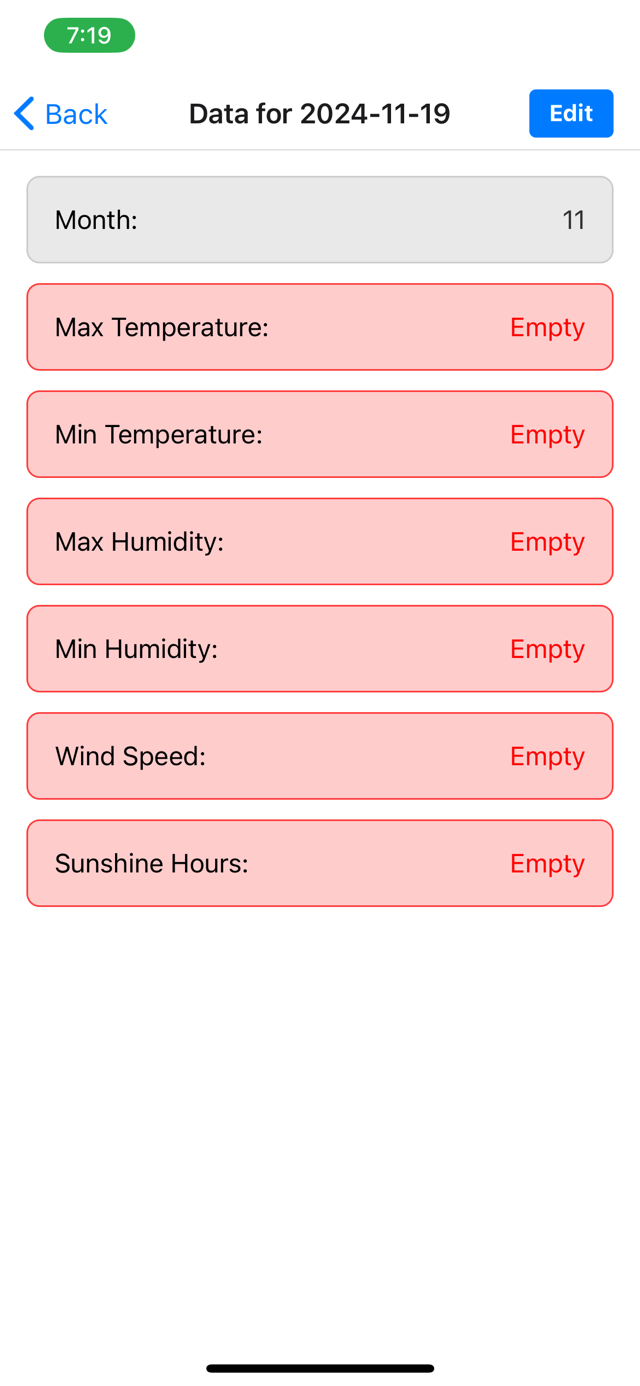 7:19
Back Data for 2024-11-19 Edit
Month: 11
Max Temperature: Empty
Min Temperature: Empty
Max Humidity: Empty
Min Humidity: Empty
Wind Speed: Empty
Sunshine Hours: Empty